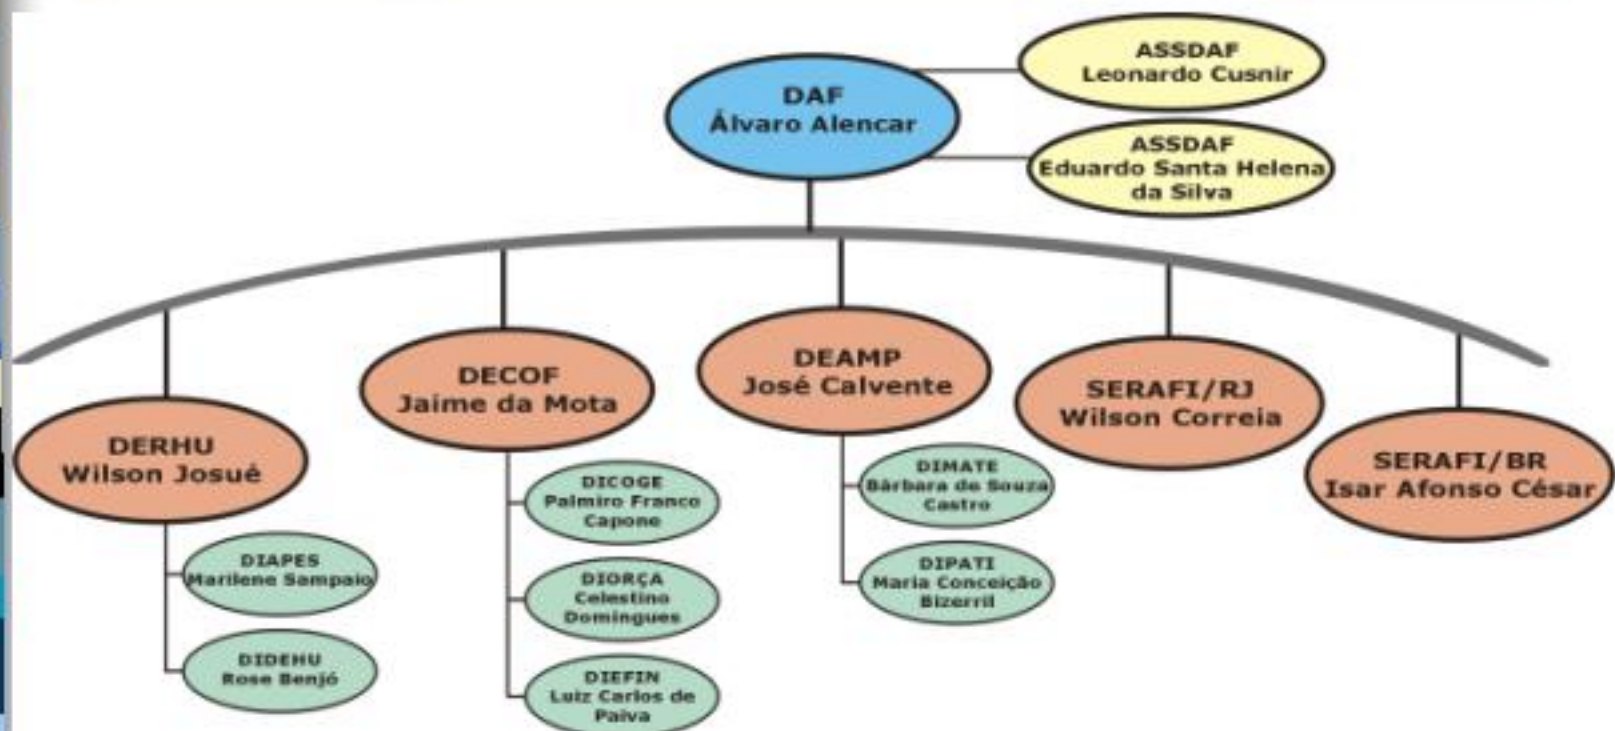 ASSDAF
Leonardo Cusnir
DAF
Álvaro Alencar
ASSDAF
Eduardo Santa Helena
da Silva
DERHU
Wilson Josué
DECOF
Jaime da Mota
DEAMP
José Calvente
SERAFI/RJ
Wilson Correia
SERAFI/BR
Isar Afonso César
DIAPES
Marilene Sampaio
DIDEHU
Rose Benjó
DICOGE
Palmiro Franco
Capone
DIORÇA
Celestino
Domingues
DIEFIN
Luiz Carlos de
Paiva
DIMATE
Bárbara de Souza
Castro
DIPATI
Maria Conceição
Bizerril